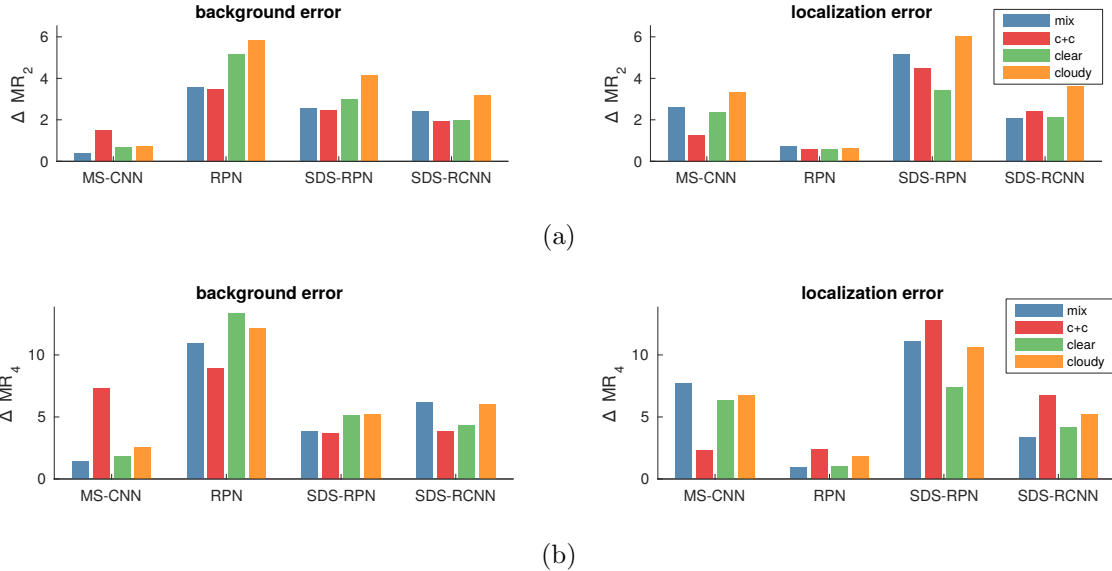 background error
Δ MR2
6
4
2
0
MS-CNN RPN SDS-RPN SDS-RCNN
localization error
Δ MR2
6
4
2
0
MS-CNN RPN SDS-RPN SDS-RCNN
mix
c+c
clear
cloudy
(a)
background error
Δ MR4
10
5
0
MS-CNN RPN SDS-RPN SDS-RCNN
localization error
Δ MR4
10
5
0
MS-CNN RPN SDS-RPN SDS-RCNN
mix
c+c
clear
cloudy
(b)